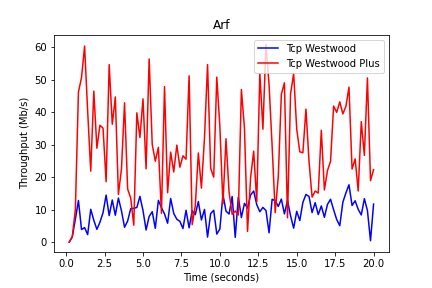 Arf
Tcp Westwood
Tcp Westwood Plus
Throughput (Mb/s)
60
50
40
30
20
10
0
0.0 2.5 5.0 7.5 10.0 12.5 15.0 17.5 20.0
Time (seconds)